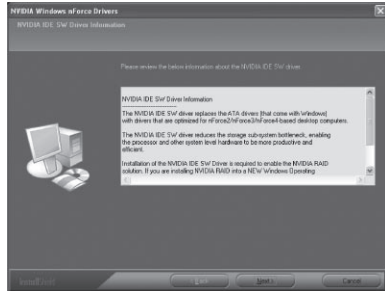 NVIDIA Windows nForce Drivers
NVIDIA IDE SW Driver Information
Please review the below information about the NVIDIA IDE SW driver.
NVIDIA IDE SW Driver Information
The NVIDIA IDE SW driver replaces the ATA drivers (that come with Windows)
with drivers that are optimized for nForce2/nForce3/nForce4-based desktop computers.
The NVIDIA IDE SW driver reduces the storage sub-system bottleneck, enabling
the processor and other system level hardware to be more productive and
efficient.
Installation of the NVIDIA IDE SW Driver is required to enable the NVIDIA RAID
solution. If you are installing NVIDIA RAID into a NEW Windows Operating
InstallShield
Next >
Cancel